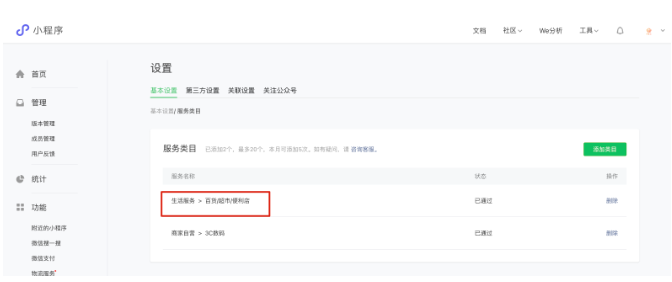 小程序
文档 社区 We分析 工具
首页
管理
版本管理
成员管理
用户反馈
统计
功能
附近的小程序
微信搜一搜
微信支付
物流服务
设置
基本设置 第三方设置 关联设置 关注公众号
基本设置/ 服务类目
服务类目 已添加2个，最多20个，本月可添加5次，如有疑问，请 咨询客服。
添加类目
服务名称 状态 操作
生活服务 > 百货/超市/便利店 已通过 删除
商家自营 > 3C数码 已通过 删除